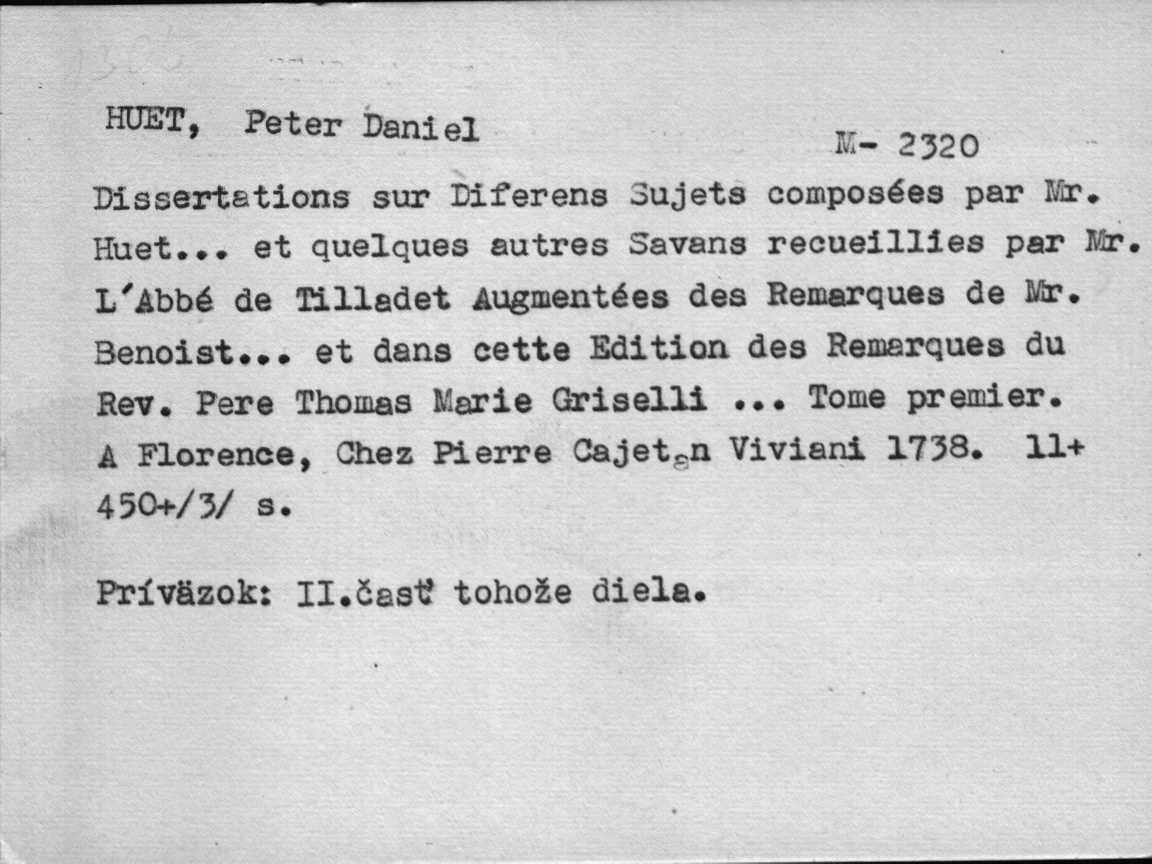 HUET, Peter Daniel
M- 2320
Dissertations sur Diferens Sujets composées par Mr.
Huet... et quelques autres Savans recueillies par Mr.
L'Abbé de Tilladet Augmentées des Remarques de Mr.
Benoist... et dans cette Edition des Remarques du
Rev. Pere Thomas Marie Griselli ... Tome premier.
A Florence, Chez Pierre Cajetan Viviani 1738. 11+
450+/3/ s.
Príväzok: II.časť tohože diela.